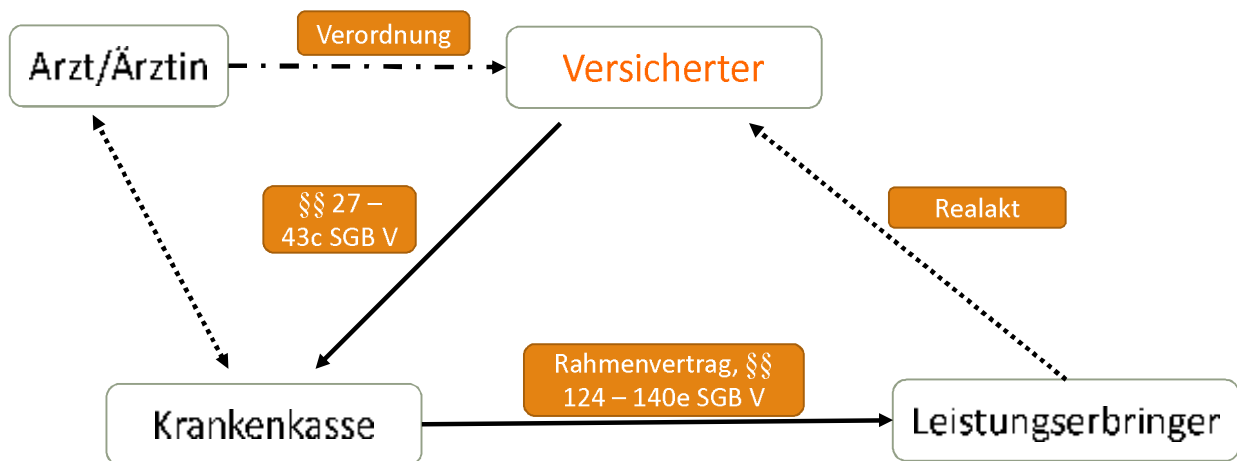 Verordnung
Arzt/Ärztin
Versicherter
§§ 27 –
43c SGB V
Realakt
Rahmenvertrag, §§
124 – 140e SGB V
Krankenkasse
Leistungserbringer